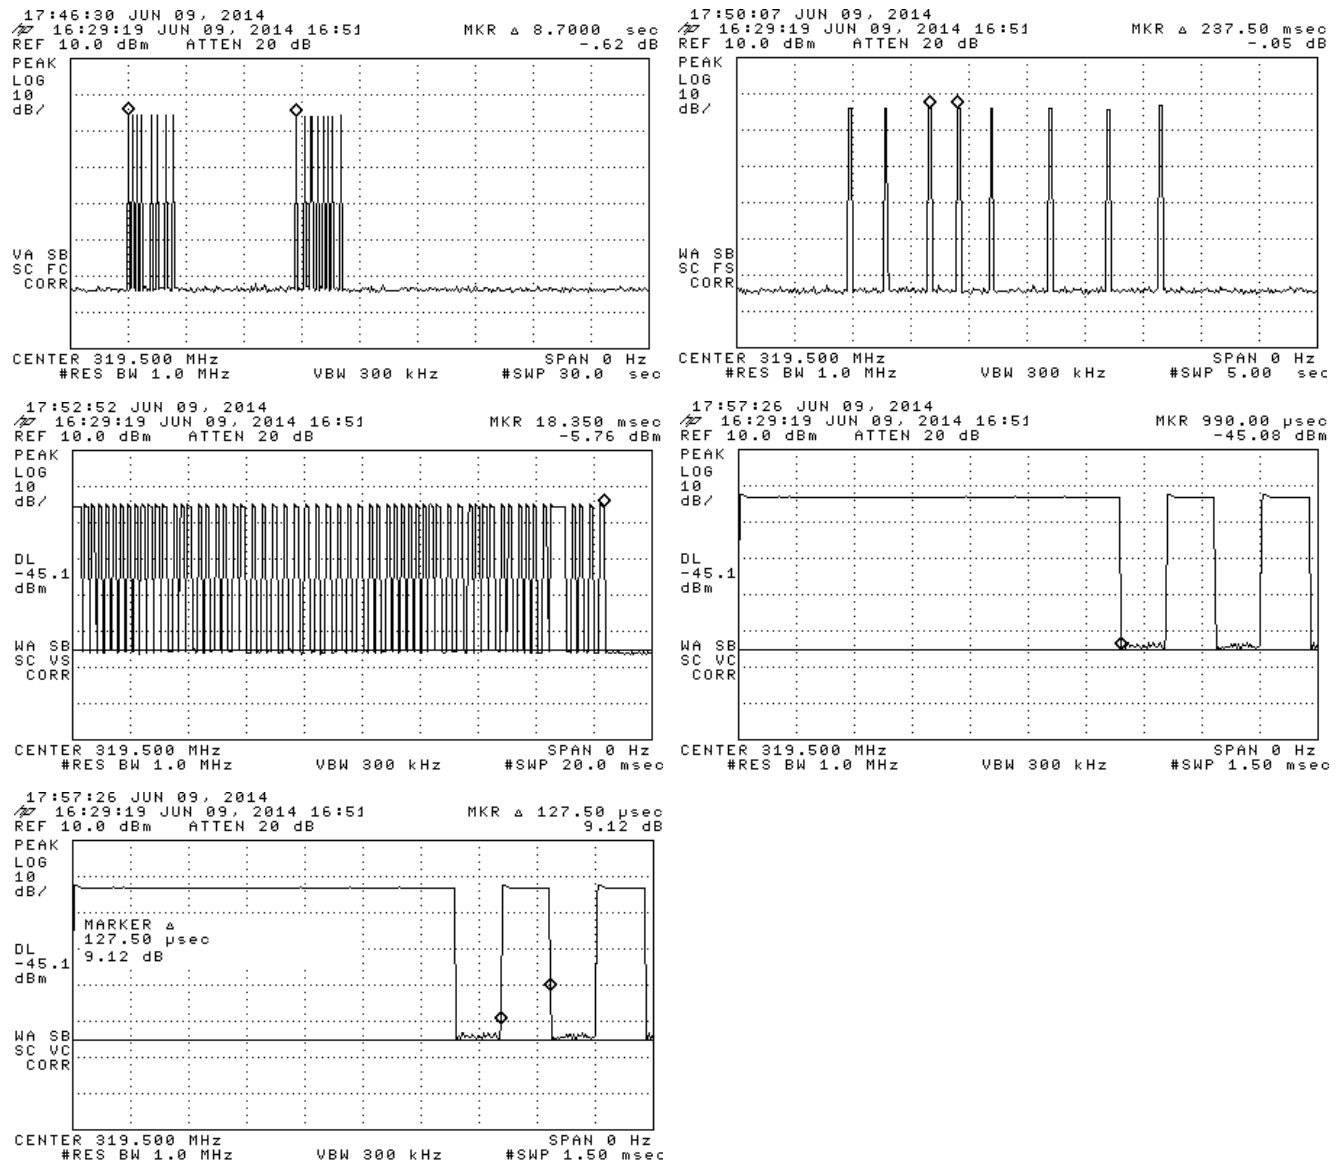 17:46:30 JUN 09, 2014
hp 16:29:19 JUN 09, 2014 16:51 MKR Δ 8.7000 sec
REF 10.0 dBm ATTEN 20 dB -.62 dB
PEAK
LOG
10
dB/
VA SB
SC FC
CORR
CENTER 319.500 MHz SPAN 0 Hz
#RES BW 1.0 MHz VBW 300 kHz #SWP 30.0 sec
17:50:07 JUN 09, 2014
hp 16:29:19 JUN 09, 2014 16:51 MKR Δ 237.50 msec
REF 10.0 dBm ATTEN 20 dB -.05 dB
PEAK
LOG
10
dB/
WA SB
SC FS
CORR
CENTER 319.500 MHz SPAN 0 Hz
#RES BW 1.0 MHz VBW 300 kHz #SWP 5.00 sec
17:52:52 JUN 09, 2014
hp 16:29:19 JUN 09, 2014 16:51 MKR 18.350 msec
REF 10.0 dBm ATTEN 20 dB -5.76 dBm
PEAK
LOG
10
dB/
DL
-45.1
dBm
WA SB
SC VS
CORR
CENTER 319.500 MHz SPAN 0 Hz
#RES BW 1.0 MHz VBW 300 kHz #SWP 20.0 msec
17:57:26 JUN 09, 2014
hp 16:29:19 JUN 09, 2014 16:51 MKR 990.00 µsec
REF 10.0 dBm ATTEN 20 dB -45.08 dBm
PEAK
LOG
10
dB/
DL
-45.1
dBm
WA SB
SC VC
CORR
CENTER 319.500 MHz SPAN 0 Hz
#RES BW 1.0 MHz VBW 300 kHz #SWP 1.50 msec
17:57:26 JUN 09, 2014
hp 16:29:19 JUN 09, 2014 16:51 MKR Δ 127.50 µsec
REF 10.0 dBm ATTEN 20 dB 9.12 dB
PEAK
LOG
10
dB/
MARKER Δ
127.50 µsec
9.12 dB
DL
-45.1
dBm
WA SB
SC VC
CORR
CENTER 319.500 MHz SPAN 0 Hz
#RES BW 1.0 MHz VBW 300 kHz #SWP 1.50 msec